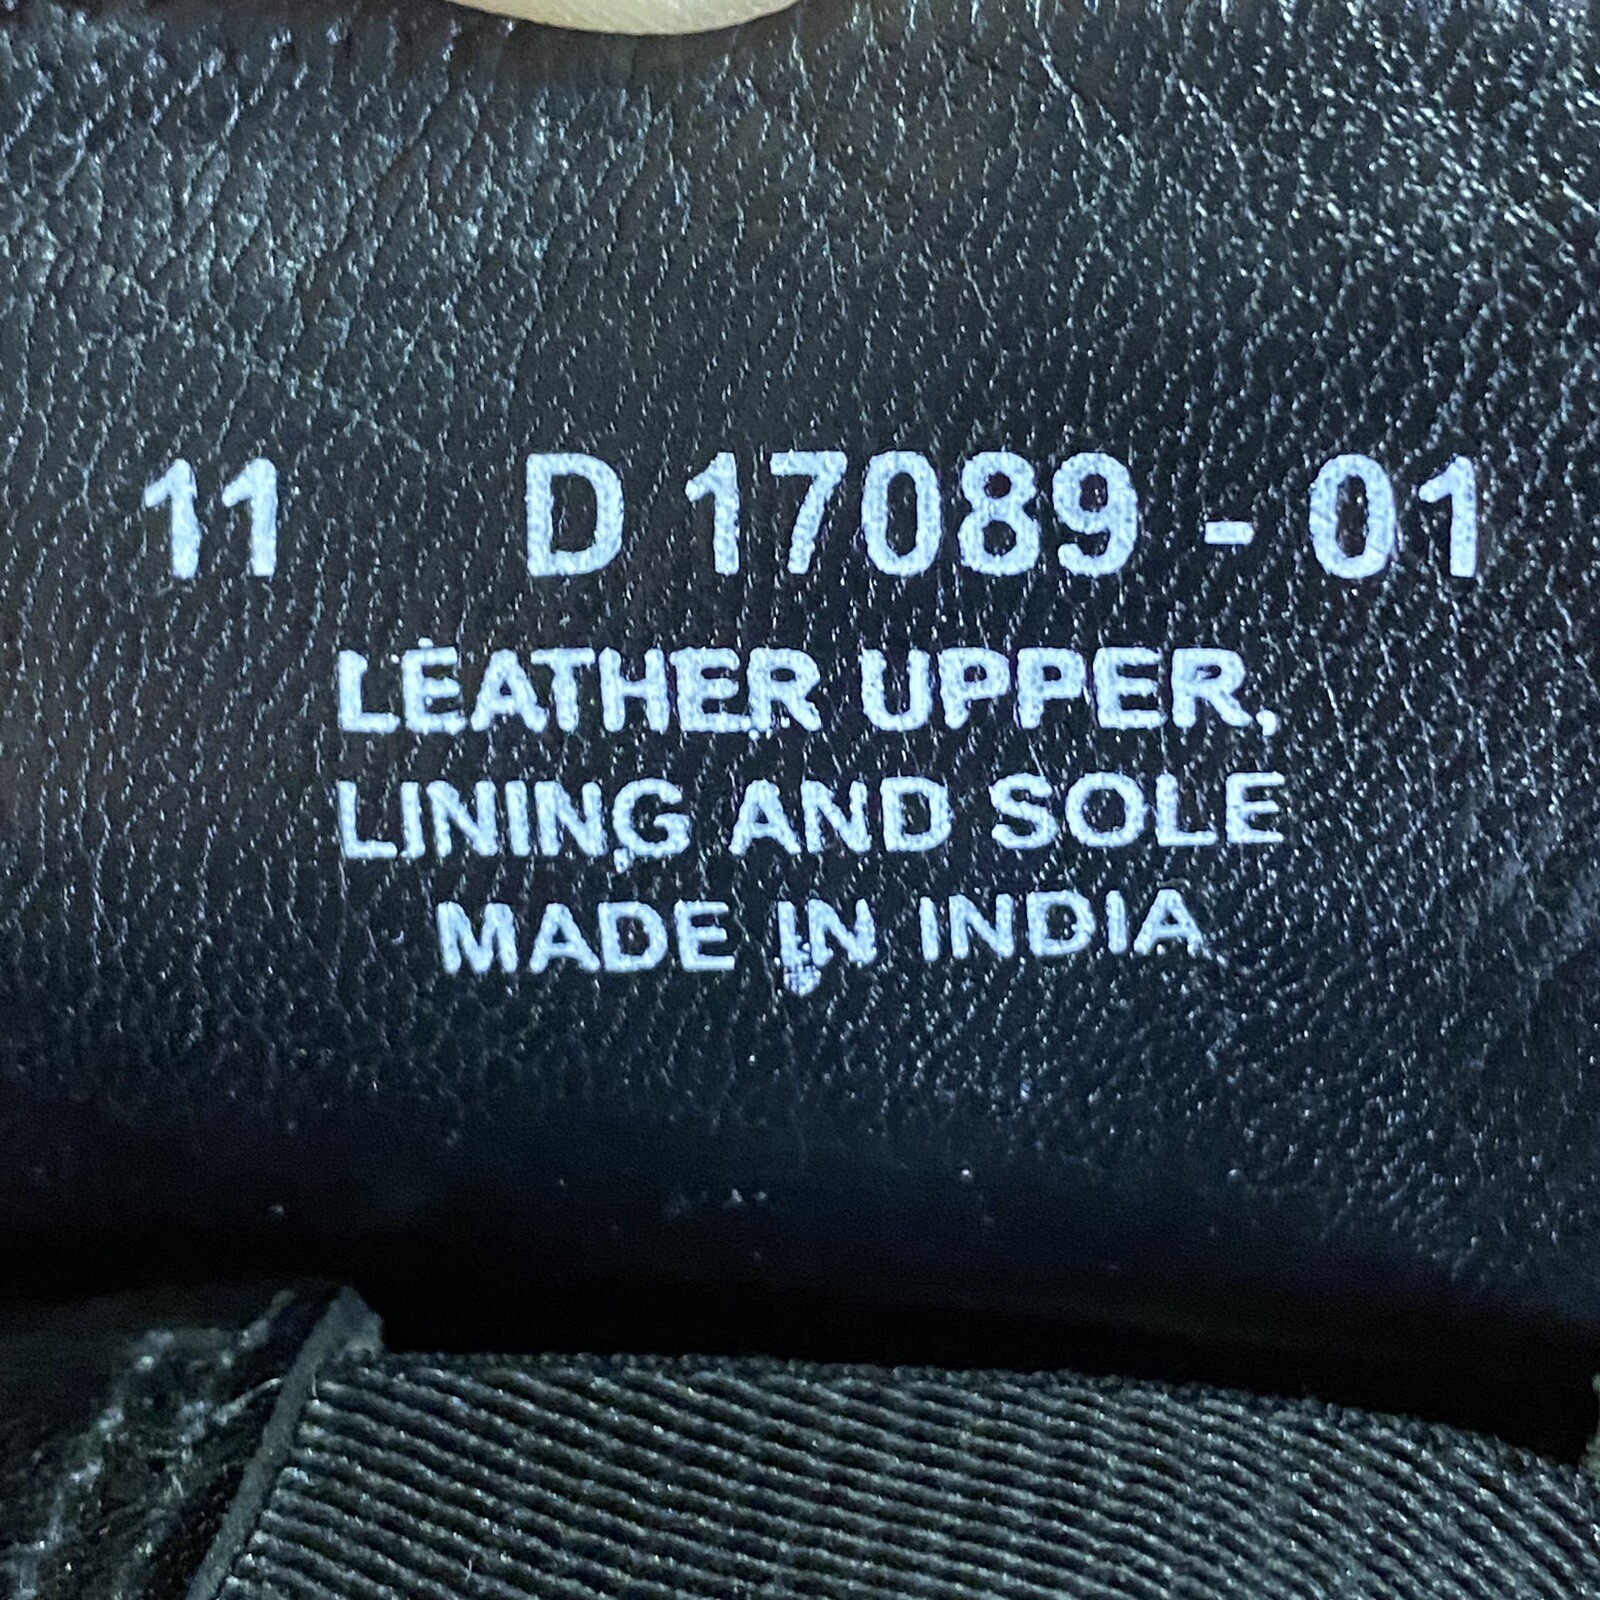 11 D 17089 - 01
LEATHER UPPER,
LINING AND SOLE
MADE IN INDIA